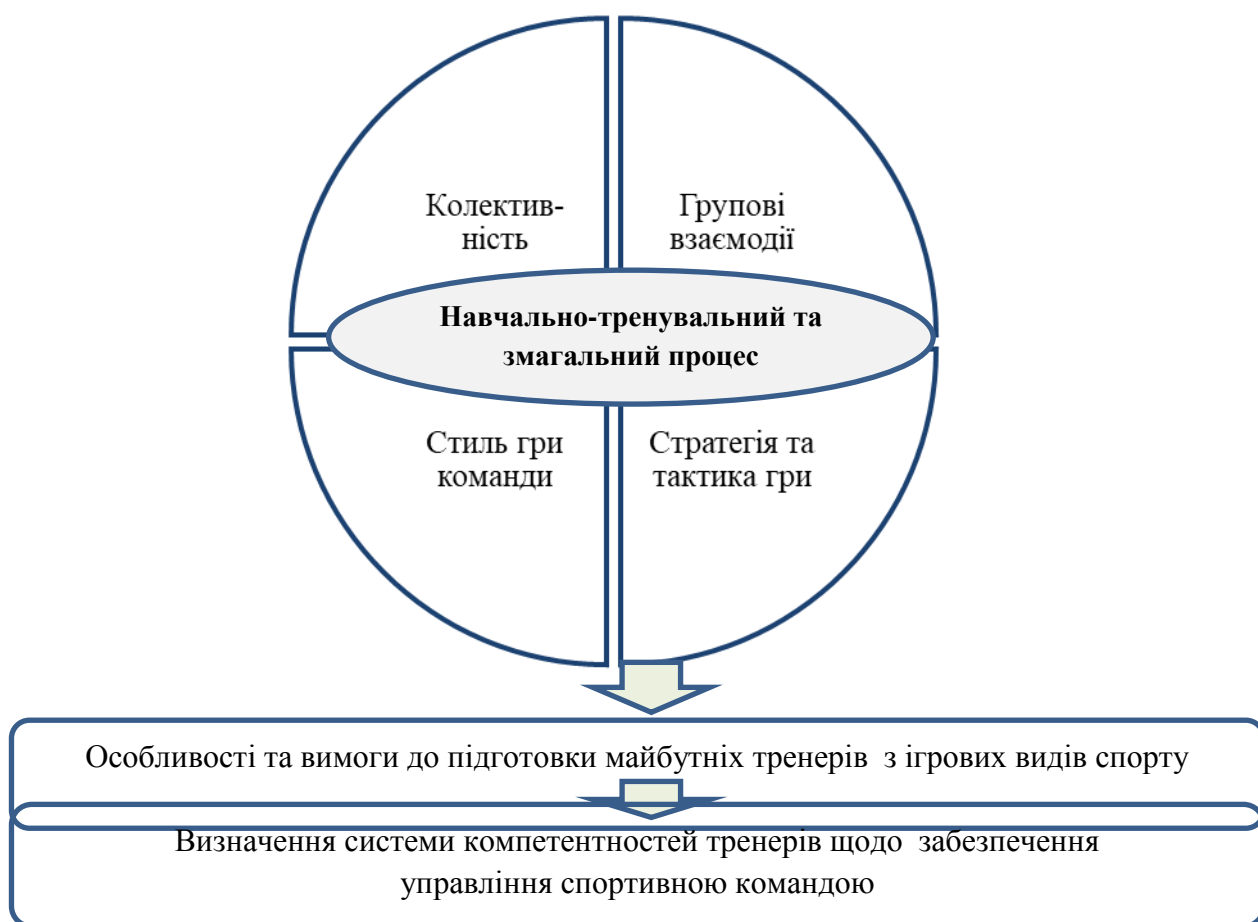 Колектив-
ність
Групові
взаємодії
Навчально-тренувальний та
змагальний процес
Стиль гри
команди
Стратегія та
тактика гри
Особливості та вимоги до підготовки майбутніх тренерів з ігрових видів спорту
Визначення системи компетентностей тренерів щодо забезпечення
управління спортивною командою